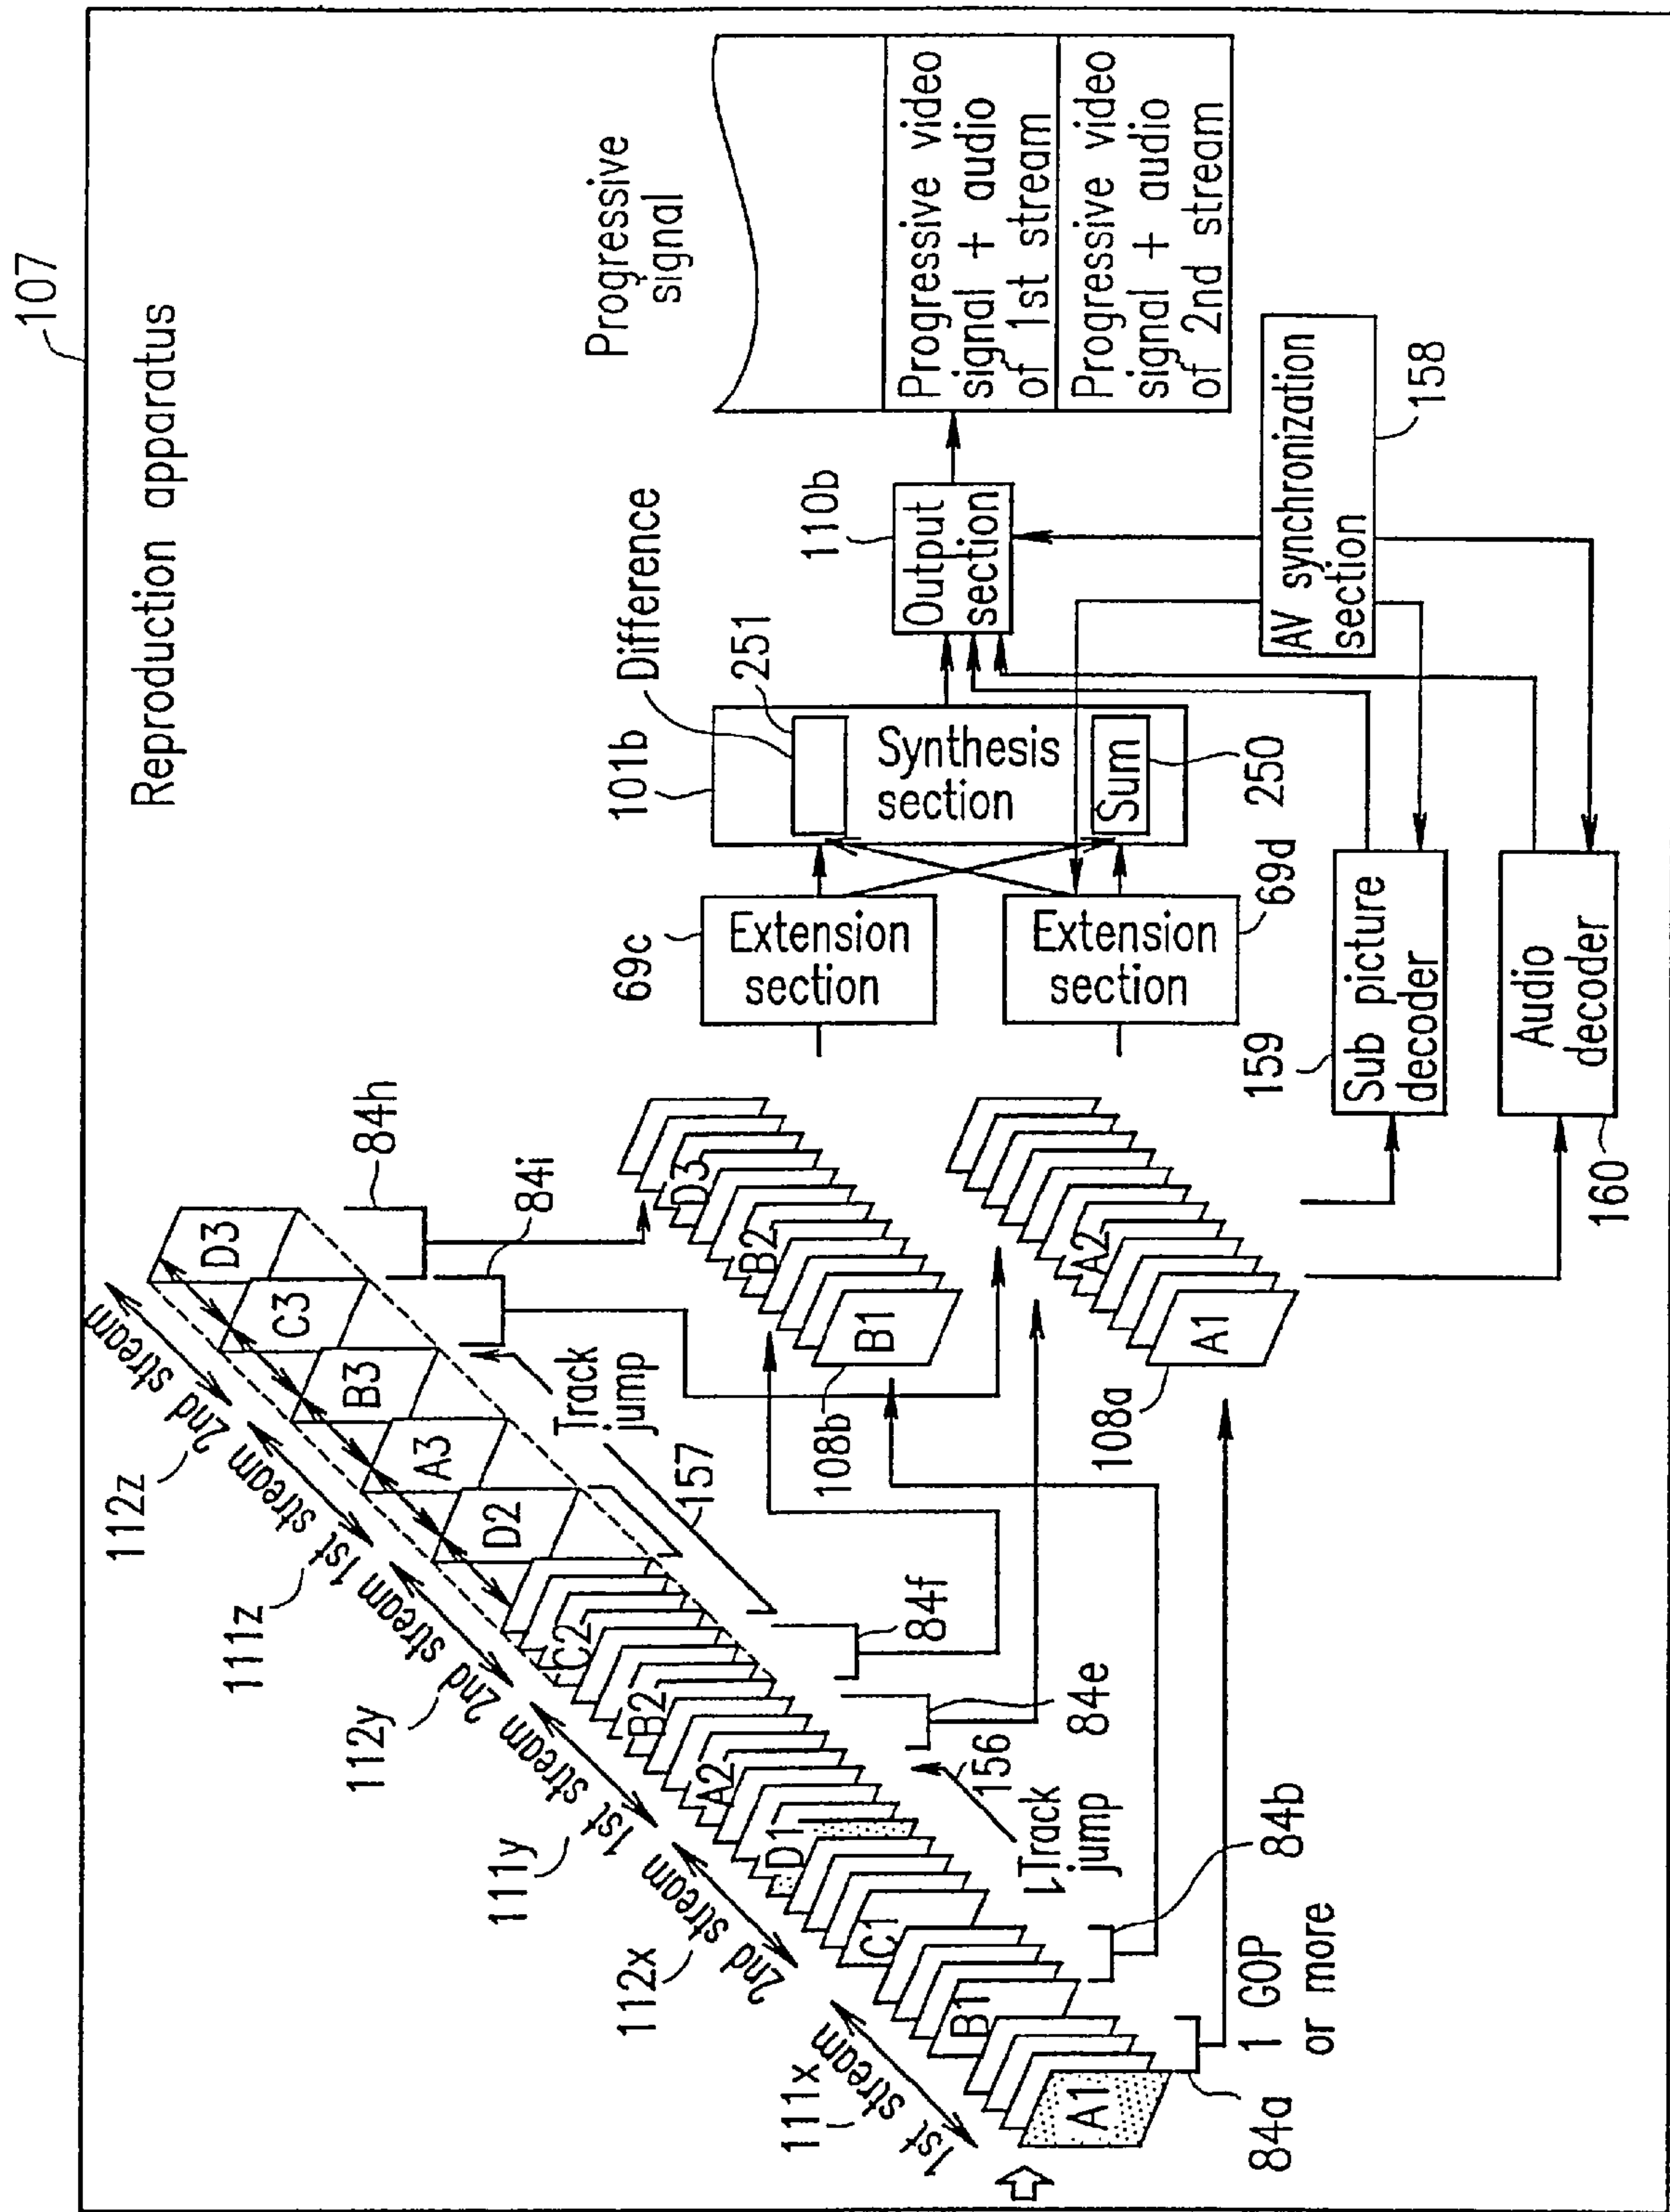 107
Reproduction apparatus
Progressive
signal
Progressive video
signal + audio
of 1st stream
Progressive video
signal + audio
of 2nd stream
110b
Output
section
AV synchronization
section
158
Difference
251
101b
Synthesis
section
Sum
250
69c
Extension
section
Extension
section
69d
159
Sub picture
decoder
Audio
decoder
160
84h
84i
D3
C3
B3
A3
D2
C2
B2
A2
D1
C1
B1
A1
112z
2nd stream
111z
1st stream
112y
2nd stream
111y
1st stream
112x
2nd stream
111x
1st stream
Track
jump
157
84f
84e
156
1Track
jump
84b
1 GOP
or more
84a
D3
B2
B1
108b
A2
A1
108a